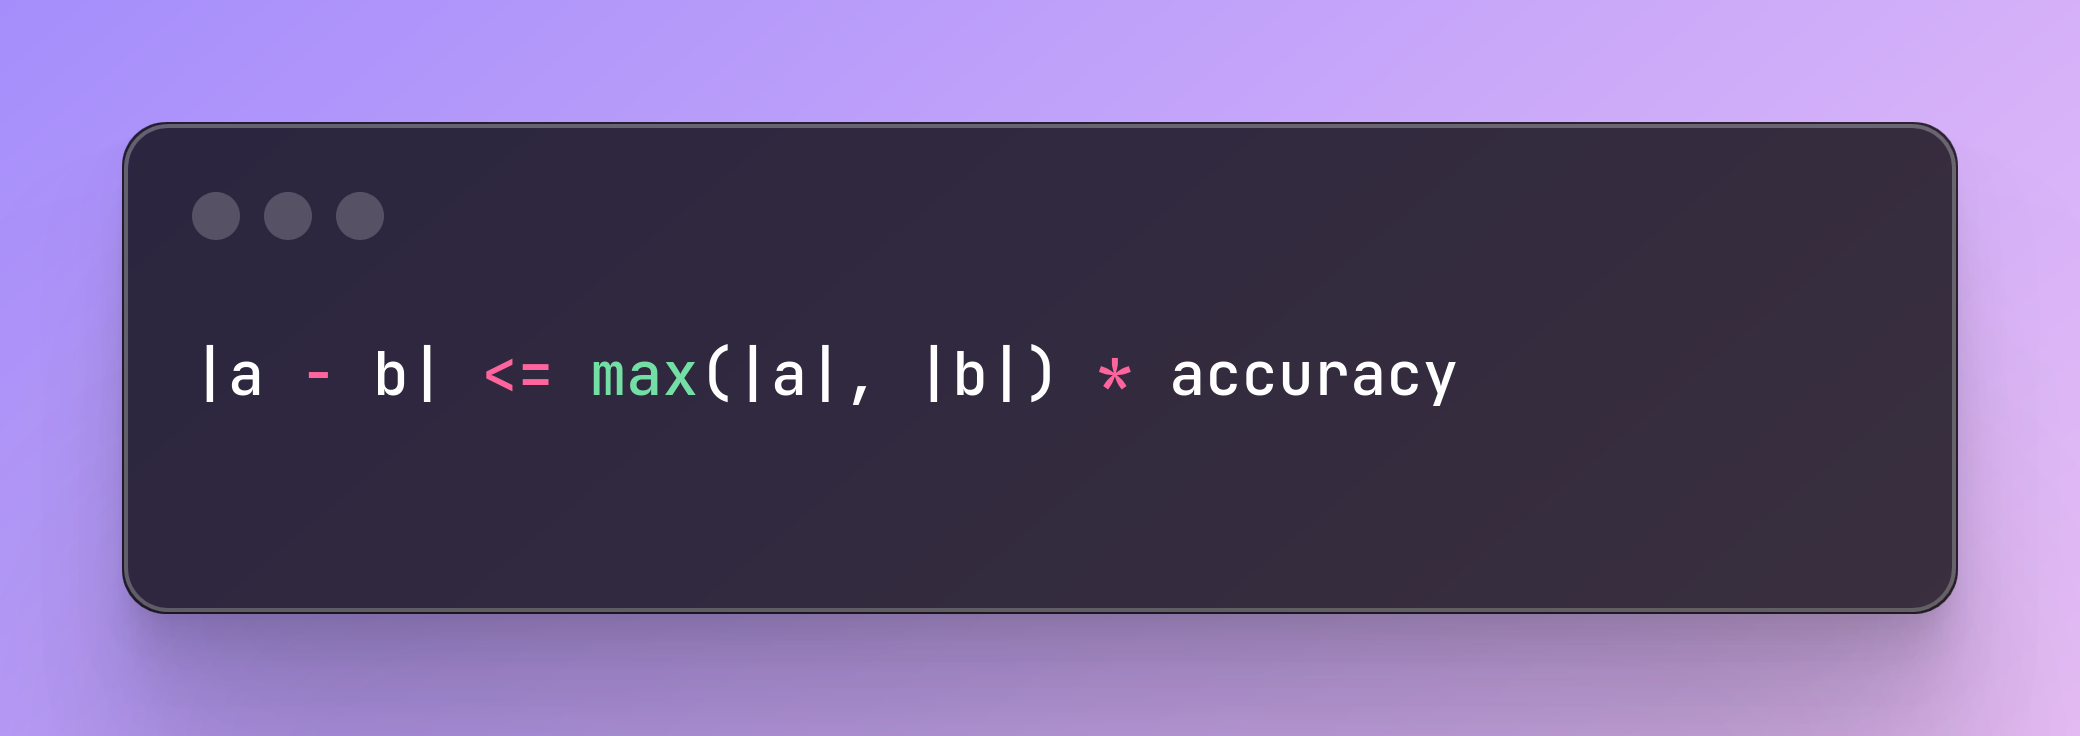 |a - b| <= max(|a|, |b|) * accuracy